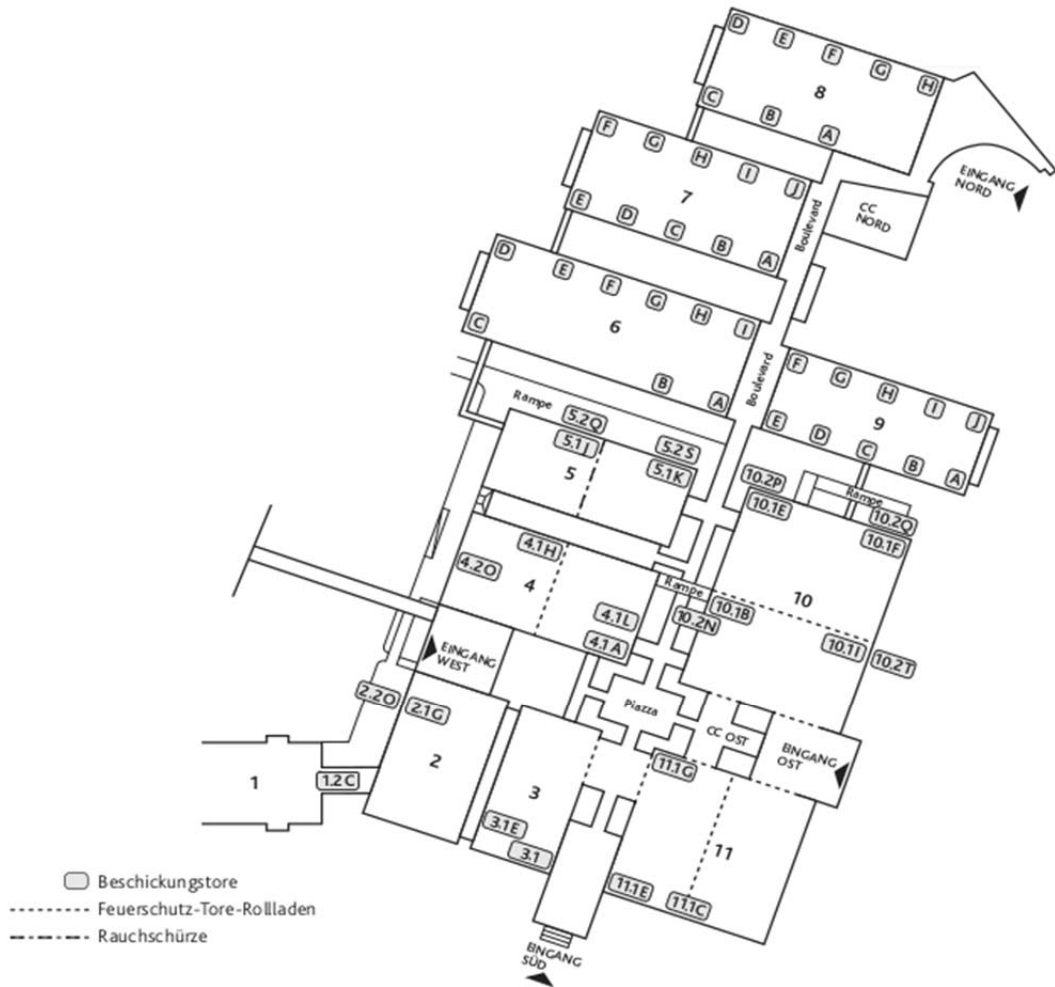 D
E
F
G
H
8
C
B
A
F
G
H
I
J
7
E
D
C
B
A
EINGANG
NORD
CC
NORD
Boulevard
D
E
F
G
H
I
6
C
B
A
Boulevard
F
G
H
I
J
9
E
D
C
B
A
Rampe
5.2Q
5.1J
5.2S
5.1K
5
10.2P
10.1E
Rampe
10.2Q
10.1F
4.1H
4.2O
4
4.1L
4.1A
Rampe
10.2N
10.1B
10
10.1I
10.2T
EINGANG
WEST
2.2O
2.1G
2
Piazza
CC OST
EINGANG
OST
1
1.2C
3
3.1E
3.1
11.1G
11
11.1E
11.1C
EINGANG
SÜD
Beschickungstore
Feuerschutz-Tore-Rollladen
Rauchschürze